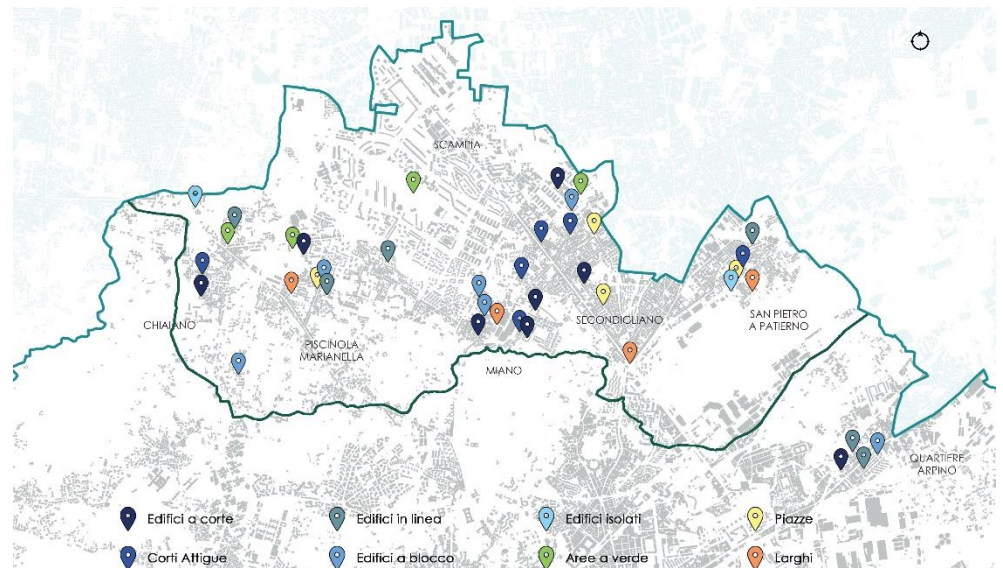 SCAMPIA
CHIAIANO
PISCINOLA
MARIANELLA
MIANO
SECONDIGLIANO
SAN PIETRO
A PATIERNO
QUARTIERE
ARPINO
Edifici a corte
Edifici in linea
Edifici isolati
Piazze
Corti Attigue
Edifici a blocco
Aree a verde
Larghi